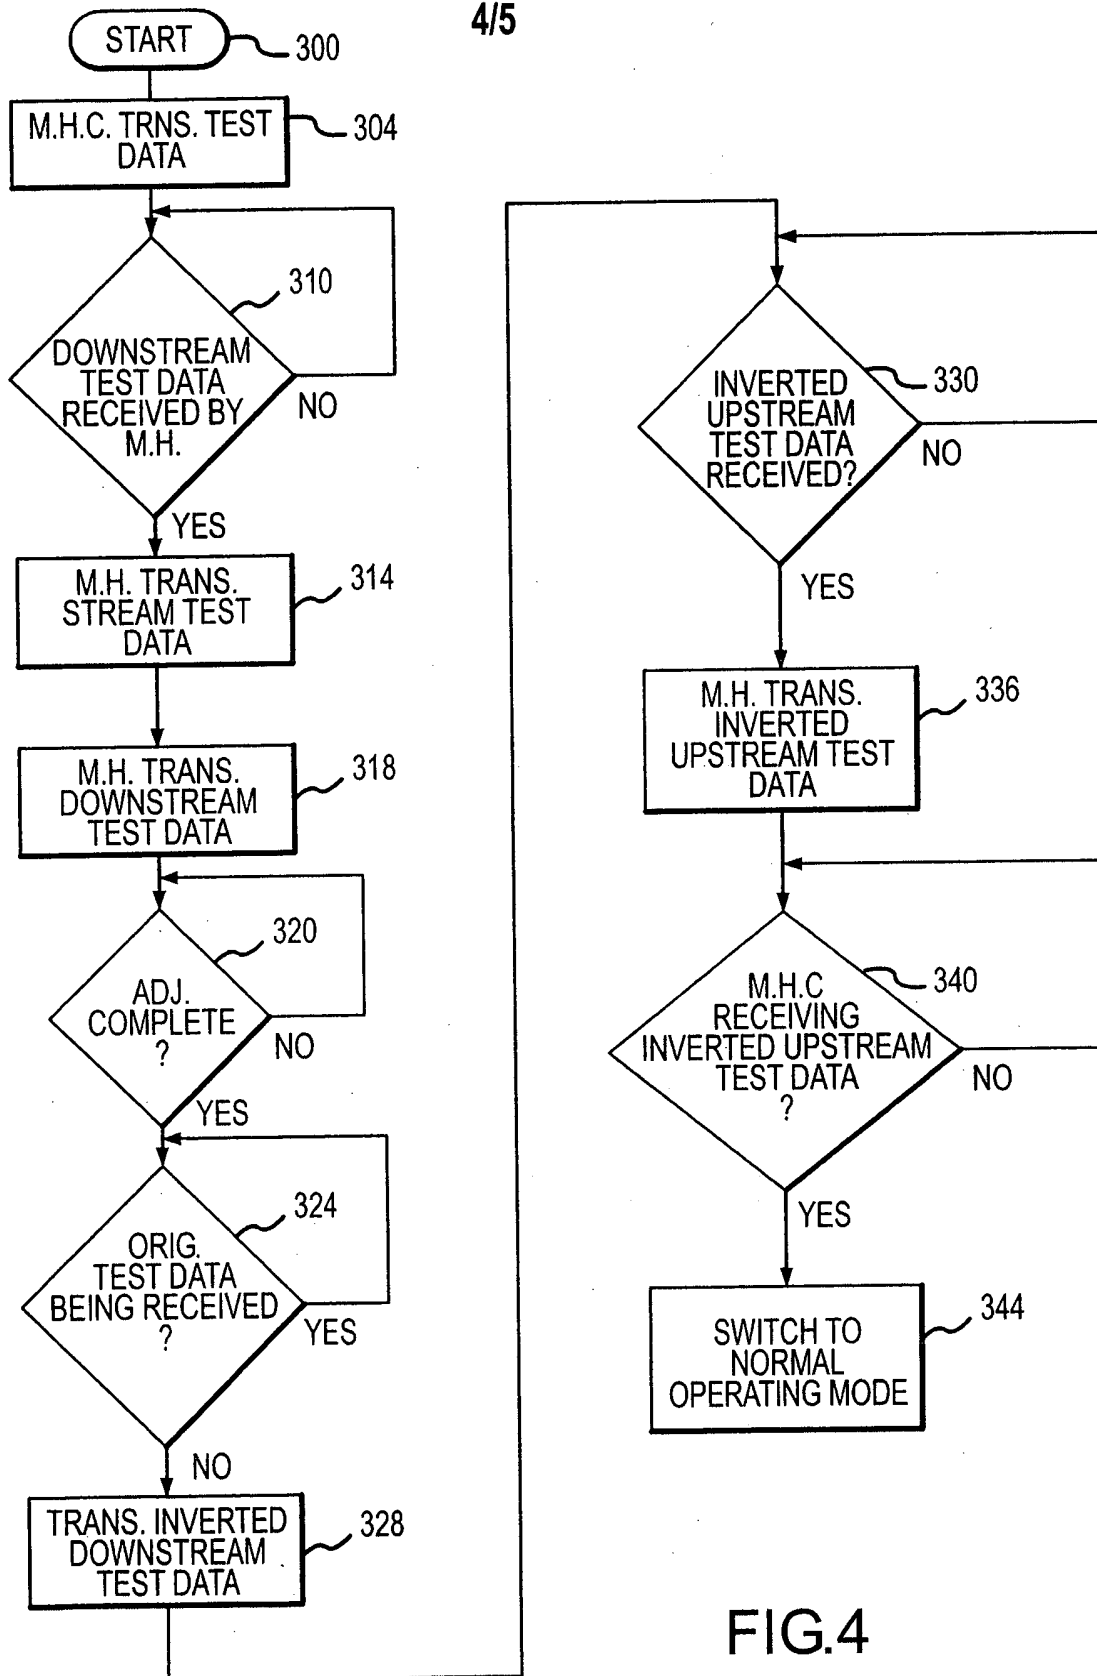 4/5
START
300
M.H.C. TRNS. TEST
DATA
304
310
DOWNSTREAM
TEST DATA
RECEIVED BY
M.H.
NO
YES
M.H. TRANS.
STREAM TEST
DATA
314
M.H. TRANS.
DOWNSTREAM
TEST DATA
318
320
ADJ.
COMPLETE
?
NO
YES
324
ORIG.
TEST DATA
BEING RECEIVED
?
YES
NO
TRANS. INVERTED
DOWNSTREAM
TEST DATA
328
330
INVERTED
UPSTREAM
TEST DATA
RECEIVED?
NO
YES
M.H. TRANS.
INVERTED
UPSTREAM TEST
DATA
336
340
M.H.C
RECEIVING
INVERTED UPSTREAM
TEST DATA
?
NO
YES
SWITCH TO
NORMAL
OPERATING MODE
344
FIG.4